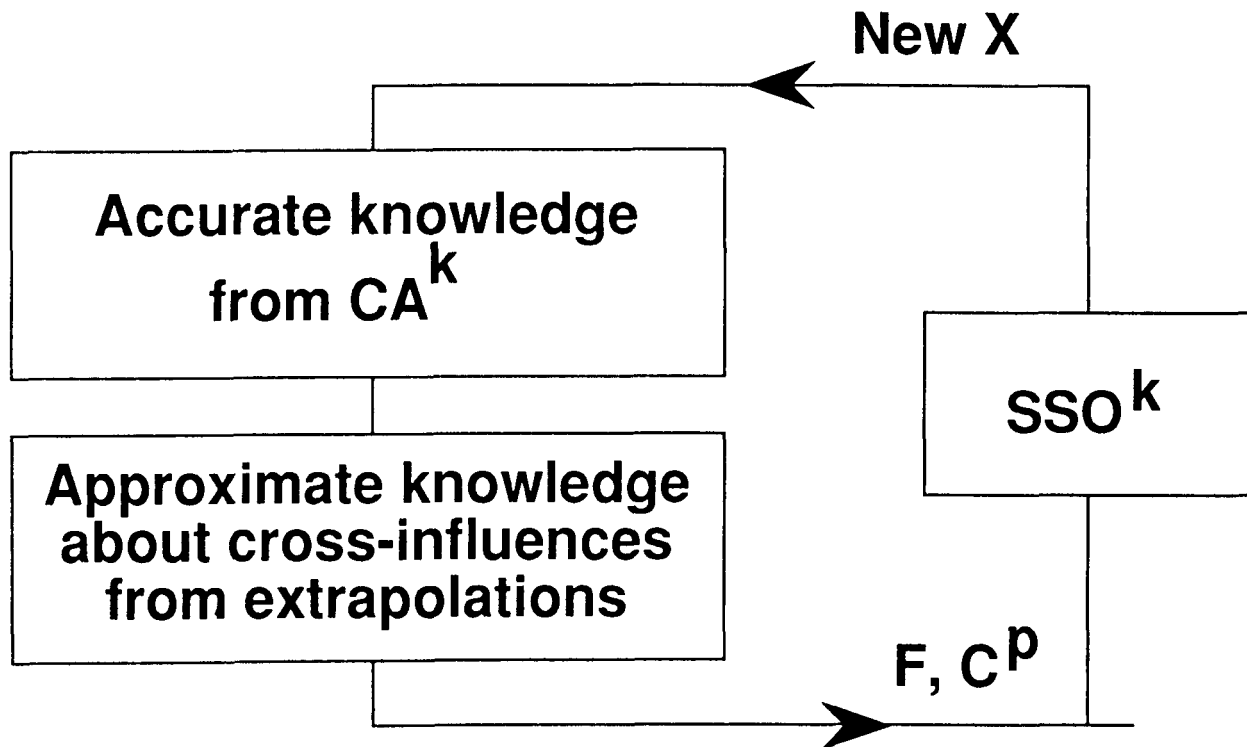 New X
Accurate knowledge
from CA^k
SSO^k
Approximate knowledge
about cross-influences
from extrapolations
F, C^p